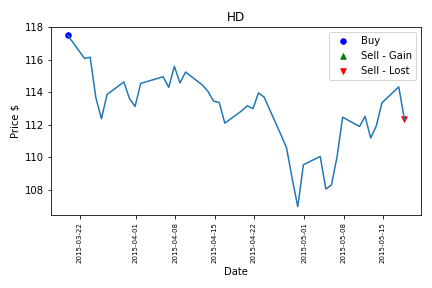 HD
Buy
Sell - Gain
Sell - Lost
Price $
118
116
114
112
110
108
2015-03-22
2015-04-01
2015-04-08
2015-04-15
2015-04-22
2015-05-01
2015-05-08
2015-05-15
Date